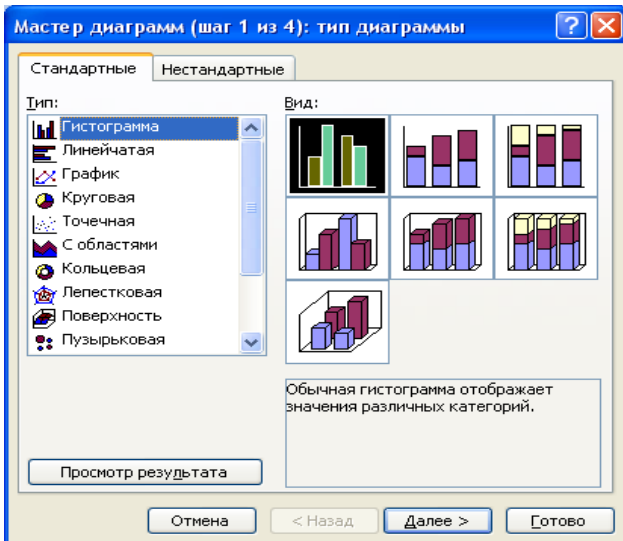 Мастер диаграмм (шаг 1 из 4): тип диаграммы
Стандартные
Нестандартные
Тип:
Гистограмма
Линейчатая
График
Круговая
Точечная
С областями
Кольцевая
Лепестковая
Поверхность
Пузырьковая
Вид:
Обычная гистограмма отображает
значения различных категорий.
Просмотр результата
Отмена
< Назад
Далее >
Готово